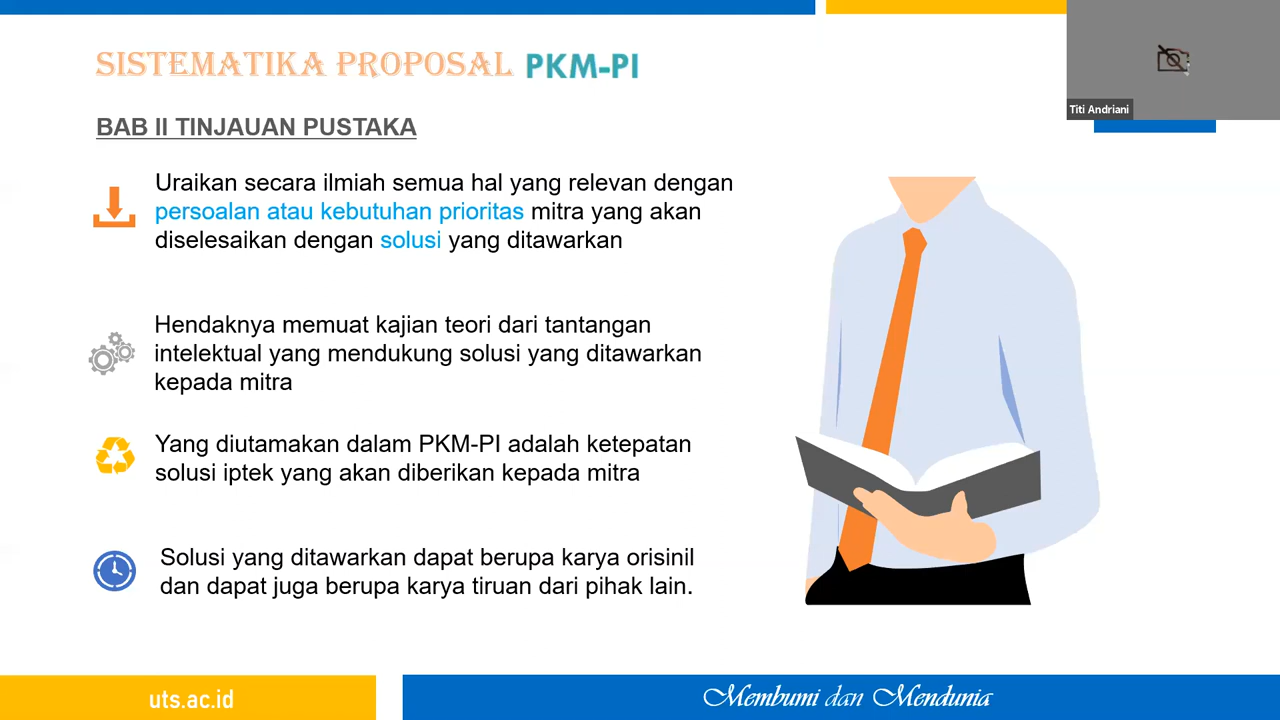 SISTEMATIKA PROPOSAL PKM-PI
Titi Andriani
BAB II TINJAUAN PUSTAKA
Uraikan secara ilmiah semua hal yang relevan dengan
persoalan atau kebutuhan prioritas mitra yang akan
diselesaikan dengan solusi yang ditawarkan
Hendaknya memuat kajian teori dari tantangan
intelektual yang mendukung solusi yang ditawarkan
kepada mitra
Yang diutamakan dalam PKM-PI adalah ketepatan
solusi iptek yang akan diberikan kepada mitra
Solusi yang ditawarkan dapat berupa karya orisinil
dan dapat juga berupa karya tiruan dari pihak lain.
uts.ac.id
Membumi dan Mendunia